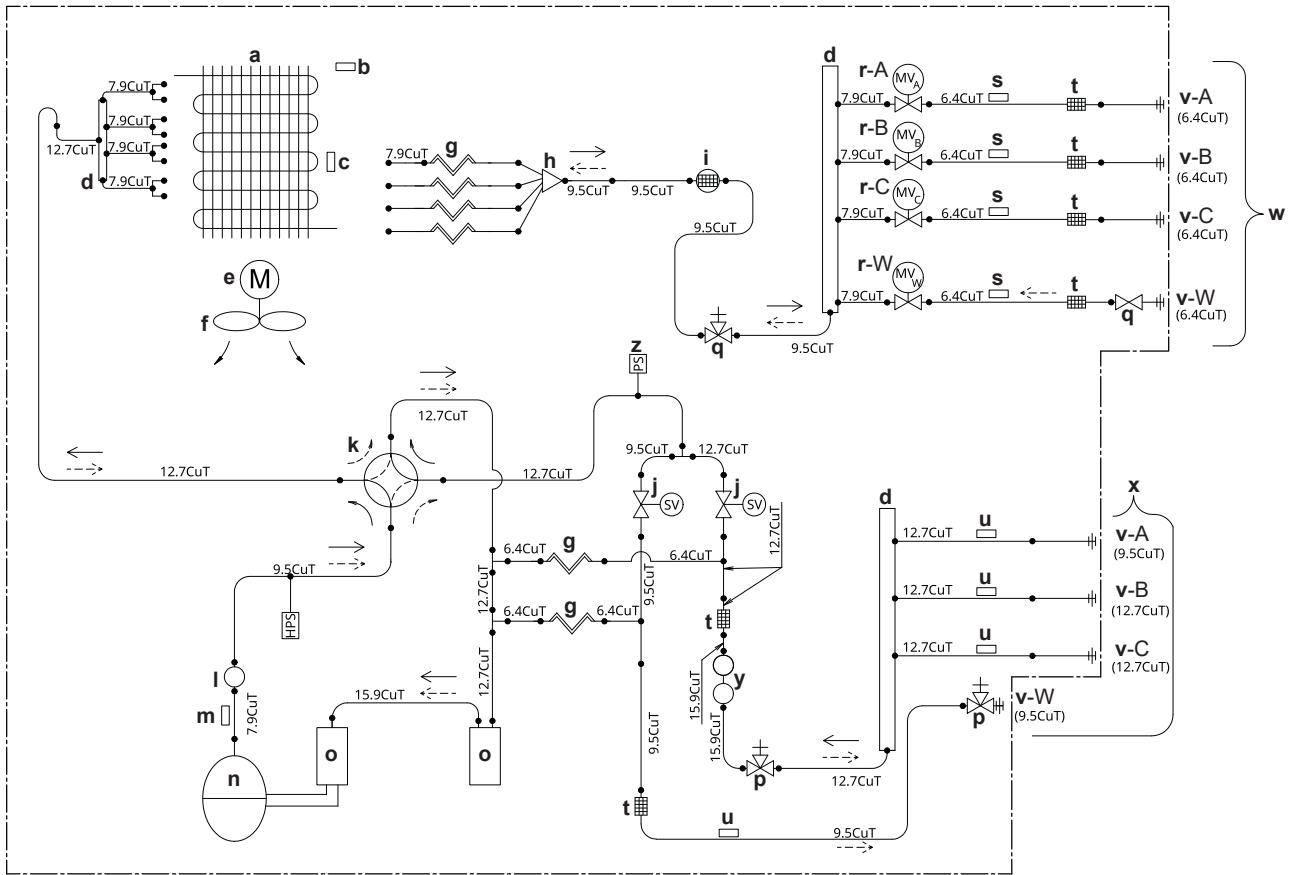 a
b
d
r-A
MVA
7.9CuT
6.4CuT
s
t
v-A
(6.4CuT)
7.9CuT
12.7CuT
7.9CuT
7.9CuT
7.9CuT
d
c
7.9CuT
g
h
9.5CuT
9.5CuT
i
9.5CuT
r-B
MVB
7.9CuT
6.4CuT
s
t
v-B
(6.4CuT)
r-C
MVC
7.9CuT
6.4CuT
s
t
v-C
(6.4CuT)
w
r-W
MVW
7.9CuT
6.4CuT
s
t
q
v-W
(6.4CuT)
e
M
f
q
9.5CuT
z
PS
12.7CuT
k
12.7CuT
12.7CuT
9.5CuT
12.7CuT
j
SV
j
SV
12.7CuT
d
x
12.7CuT
u
v-A
(9.5CuT)
9.5CuT
HPS
6.4CuT
g
6.4CuT
12.7CuT
9.5CuT
12.7CuT
u
v-B
(12.7CuT)
6.4CuT
g
6.4CuT
t
12.7CuT
u
v-C
(12.7CuT)
l
m
7.9CuT
15.9CuT
12.7CuT
15.9CuT
y
15.9CuT
9.5CuT
p
v-W
(9.5CuT)
n
o
o
p
12.7CuT
t
u
9.5CuT